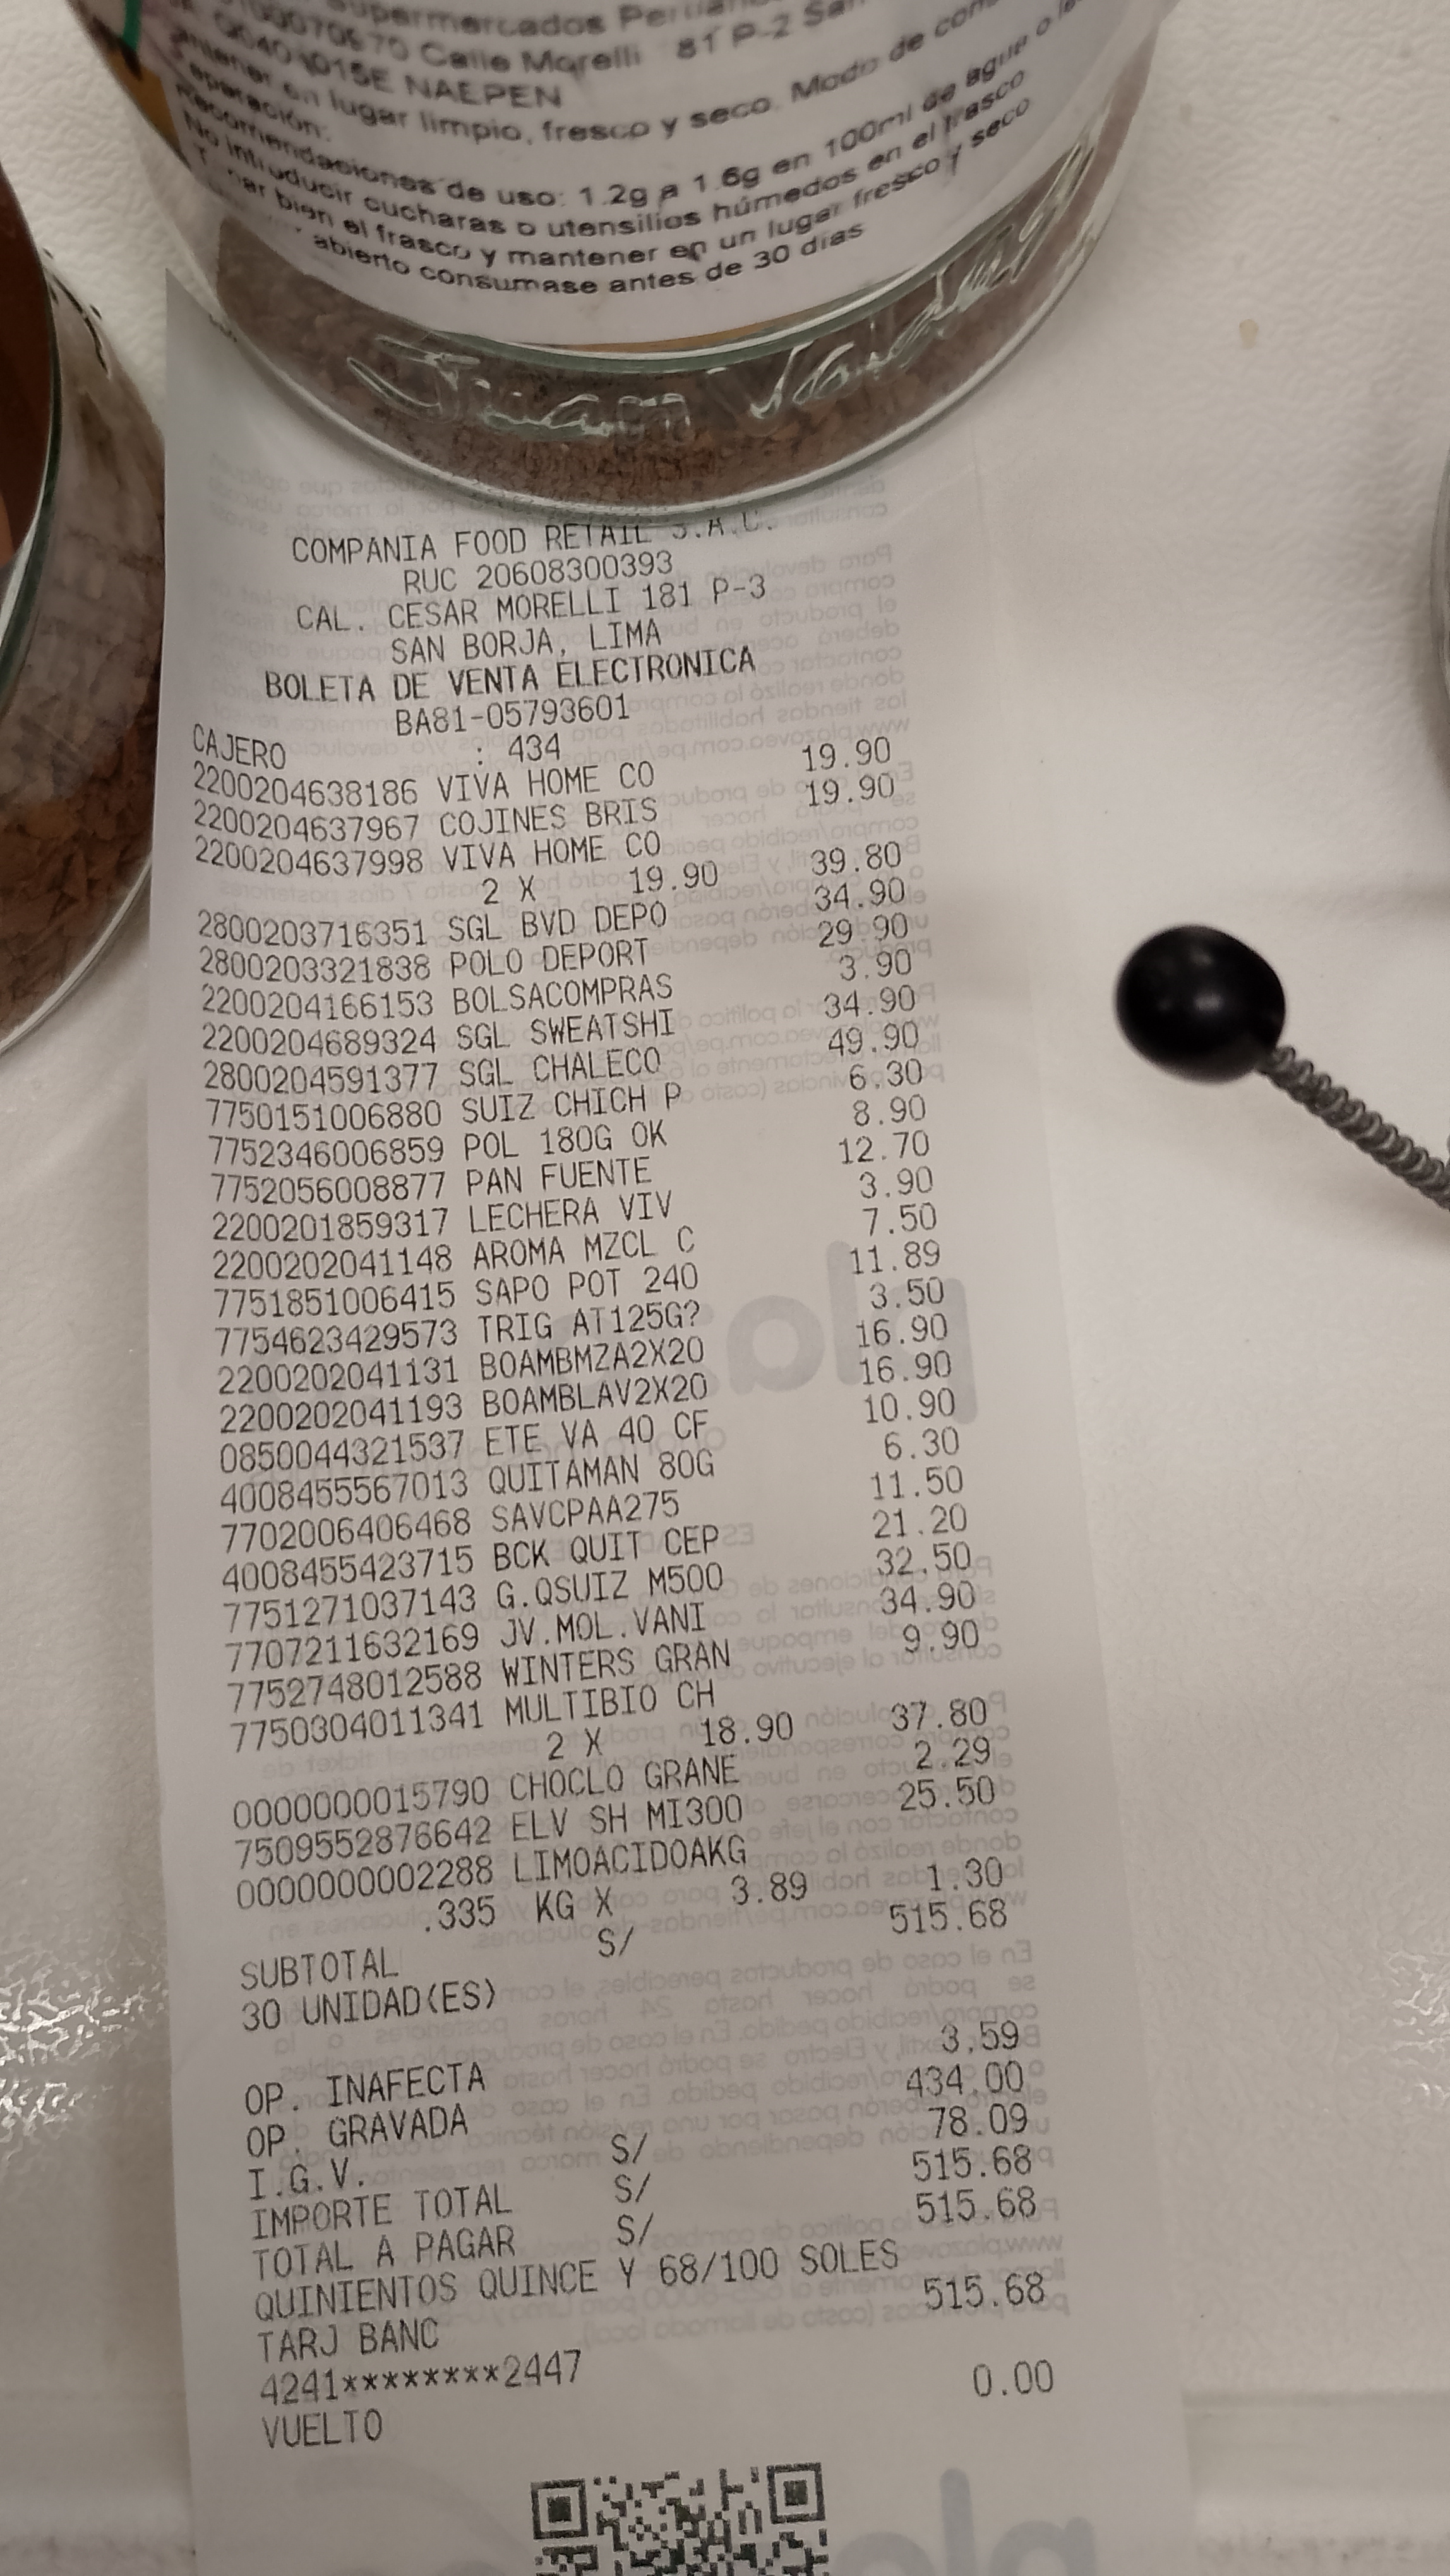 Supermercados
Calle Morelli 81 P-2
NAEPEN
en lugar limpio, fresco y seco. Modo de
Recomendaciones de uso: 1.2g a 1.6g en 100ml de agua o
No introducir cucharas o utensilios húmedos en el frasco
bien el frasco y mantener en un lugar fresco y seco
abierto consumase antes de 30 días
Juan Valdez
COMPANIA FOOD RETAIL S.A.C.
RUC 20608300393
CAL. CESAR MORELLI 181 P-3
SAN BORJA, LIMA
BOLETA DE VENTA ELECTRONICA
BA81-05793601
CAJERO : 434
2200204638186 VIVA HOME CO 19.90
2200204637967 COJINES BRIS 19.90
2200204637998 VIVA HOME CO
2 X 19.90 39.80
2800203716351 SGL BVD DEPO 34.90
2800203321838 POLO DEPORT 29.90
2200204166153 BOLSACOMPRAS 3.90
2200204689324 SGL SWEATSHI 34.90
2800204591377 SGL CHALECO 49.90
7750151006880 SUIZ CHICH P 6.30
7752346006859 POL 180G OK 8.90
7752056008877 PAN FUENTE 12.70
2200201859317 LECHERA VIV 3.90
2200202041148 AROMA MZCL C 7.50
7751851006415 SAPO POT 240 11.89
7754623429573 TRIG AT125G? 3.50
2200202041131 BOAMBMZA2X20 16.90
2200202041193 BOAMBLAV2X20 16.90
0850044321537 ETE VA 40 CF 10.90
4008455567013 QUITAMAN 80G 6.30
7702006406468 SAVCPAA275 11.50
4008455423715 BCK QUIT CEP 21.20
7751271037143 G.QSUIZ M500 32.50
7707211632169 JV.MOL.VANI 34.90
7752748012588 WINTERS GRAN 9.90
7750304011341 MULTIBIO CH
2 X 18.90 37.80
0000000015790 CHOCLO GRANE 2.29
7509552876642 ELV SH MI300 25.50
0000000002288 LIMOACIDOAKG
.335 KG X 3.89 1.30
SUBTOTAL S/ 515.68
30 UNIDAD(ES)
OP. INAFECTA 3.59
OP. GRAVADA 434.00
I.G.V. S/ 78.09
IMPORTE TOTAL S/ 515.68
TOTAL A PAGAR S/ 515.68
QUINIENTOS QUINCE Y 68/100 SOLES
TARJ BANC 515.68
4241********2447
VUELTO 0.00